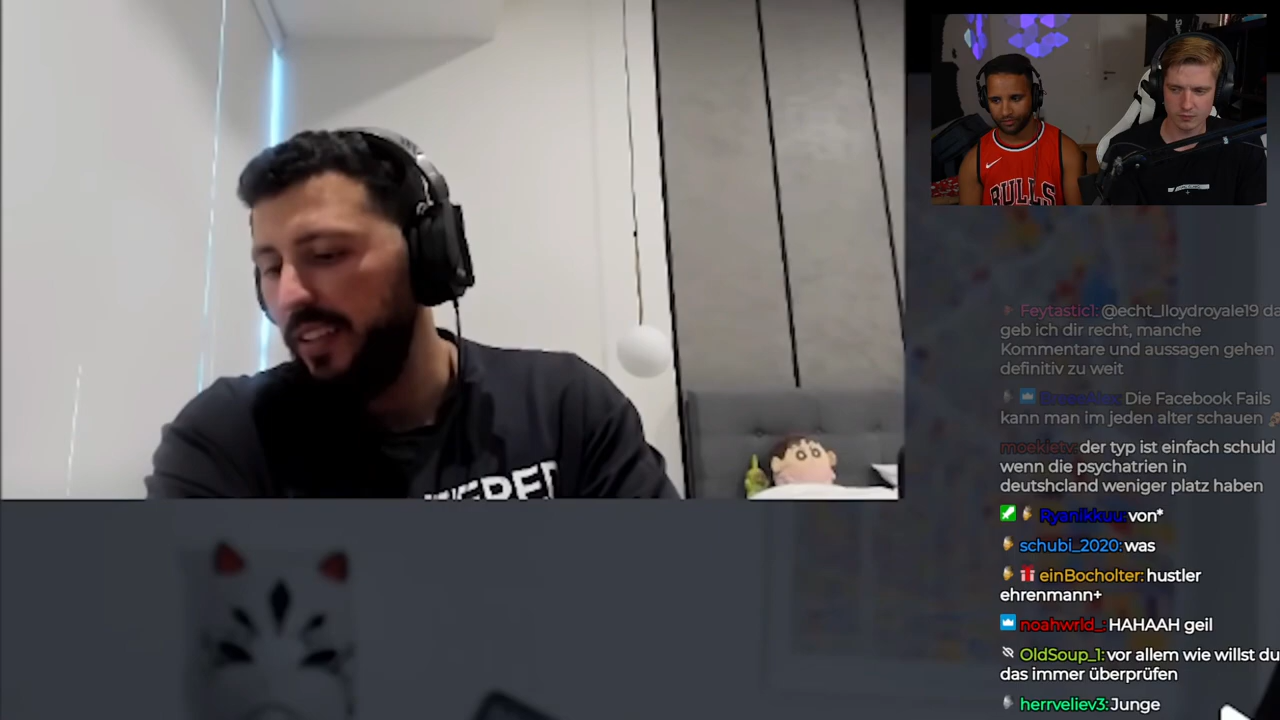 BULLS
Feytastic1: @echt_lloydroyale19 da
geb ich dir recht, manche
Kommentare und aussagen gehen
definitiv zu weit
Die Facebook Fails
kann man im jeden alter schauen
moekietv: der typ ist einfach schuld
wenn die psychatrien in
deutshcland weniger platz haben
Ryanikkuu: von*
schubi_2020: was
einBocholter: hustler
ehrenmann+
noahwrld_: HAHAAH geil
OldSoup_1: vor allem wie willst du
das immer überprüfen
herrveliev3: Junge